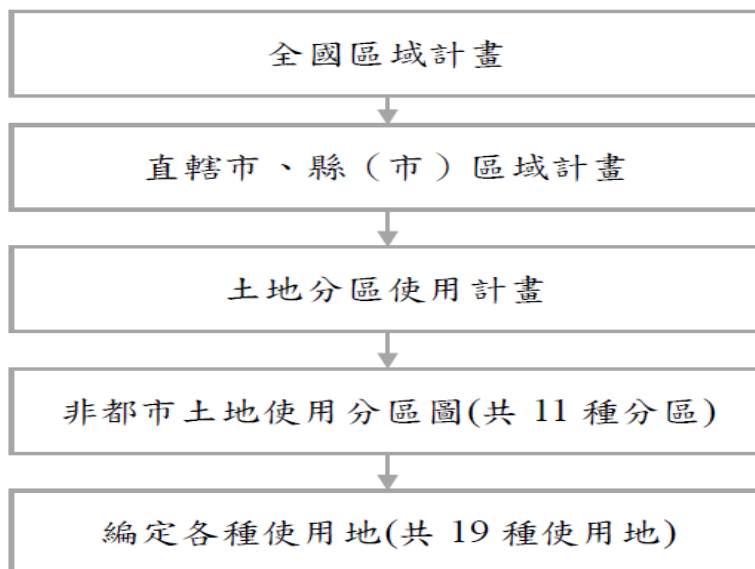 全國區域計畫
直轄市、縣（市）區域計畫
土地分區使用計畫
非都市土地使用分區圖(共 11 種分區)
編定各種使用地(共 19 種使用地)